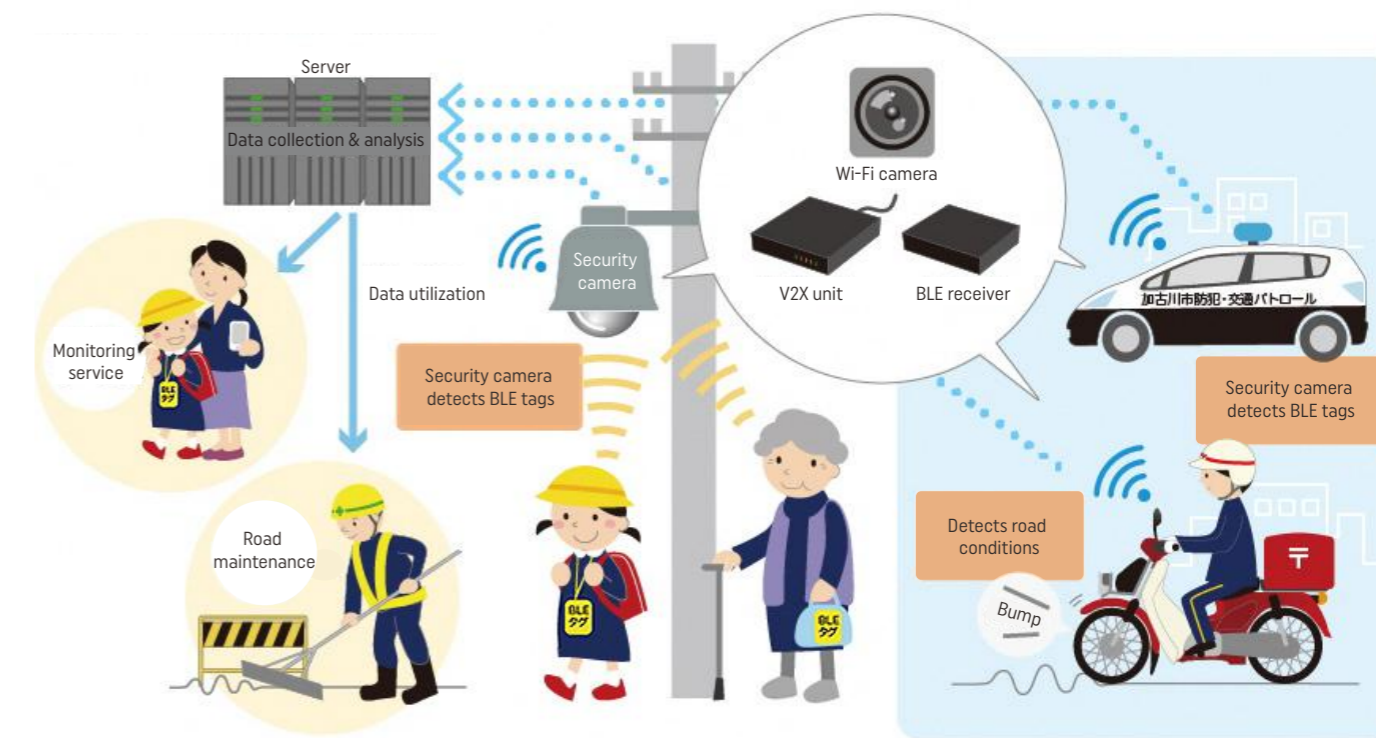 Server
Data collection & analysis
Wi-Fi camera
V2X unit
BLE receiver
Security
camera
Data utilization
加古川市防犯・交通パトロール
Monitoring
service
BLE
タグ
Security camera
detects BLE tags
Security camera
detects BLE tags
Road
maintenance
BLE
タグ
BLE
タグ
Detects road
conditions
Bump
〒